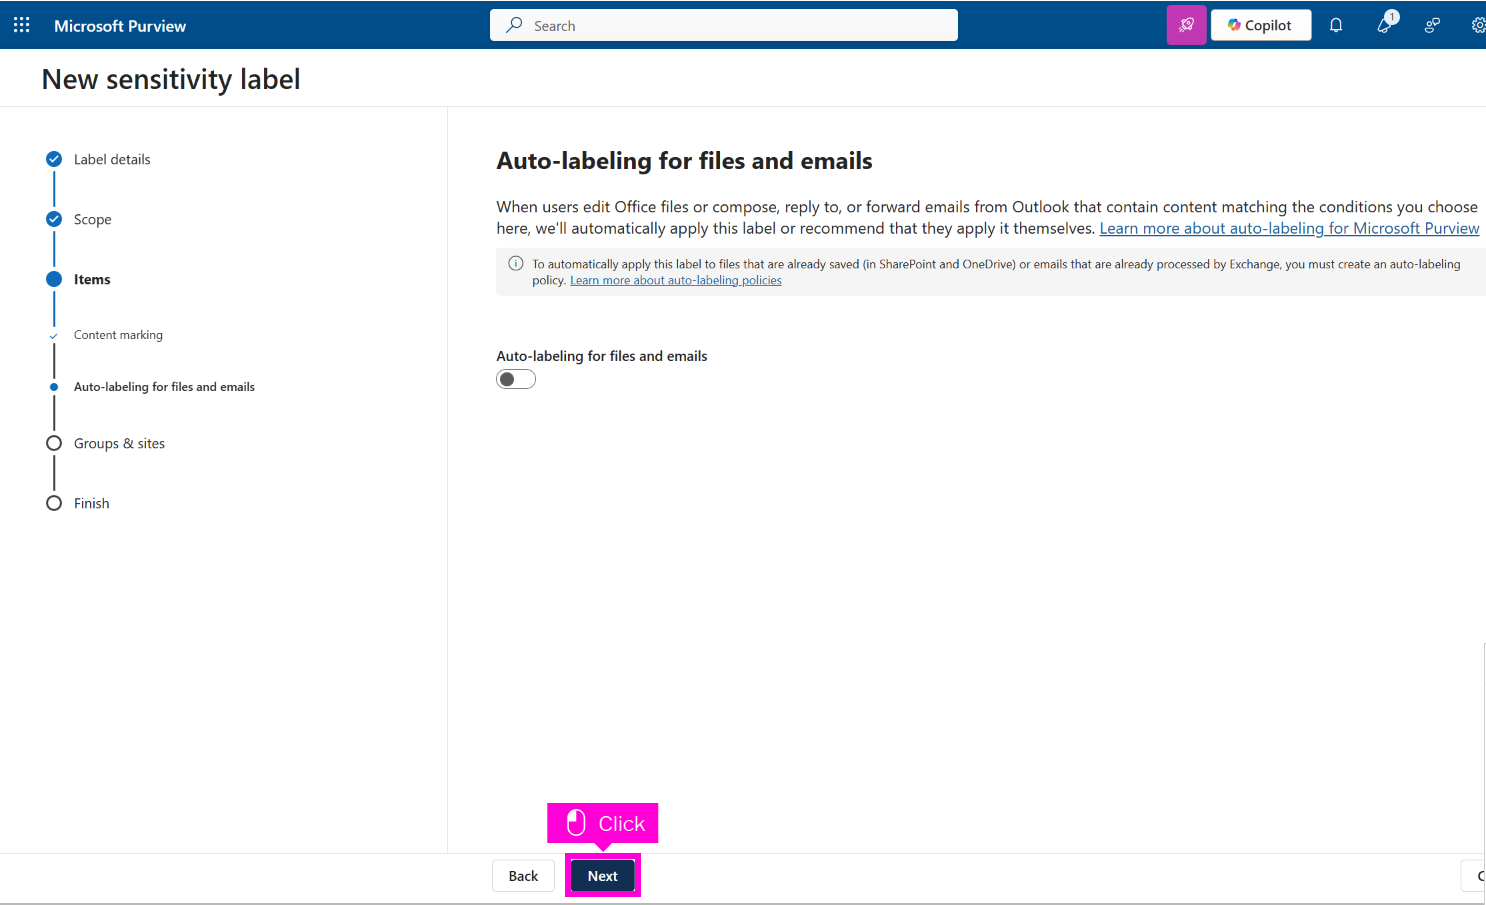 Microsoft Purview
Search
Copilot
1
New sensitivity label
Label details
Scope
Items
Content marking
Auto-labeling for files and emails
Groups & sites
Finish
Auto-labeling for files and emails
When users edit Office files or compose, reply to, or forward emails from Outlook that contain content matching the conditions you choose
here, we'll automatically apply this label or recommend that they apply it themselves. Learn more about auto-labeling for Microsoft Purview
To automatically apply this label to files that are already saved (in SharePoint and OneDrive) or emails that are already processed by Exchange, you must create an auto-labeling
policy. Learn more about auto-labeling policies
Auto-labeling for files and emails
Click
Back
Next